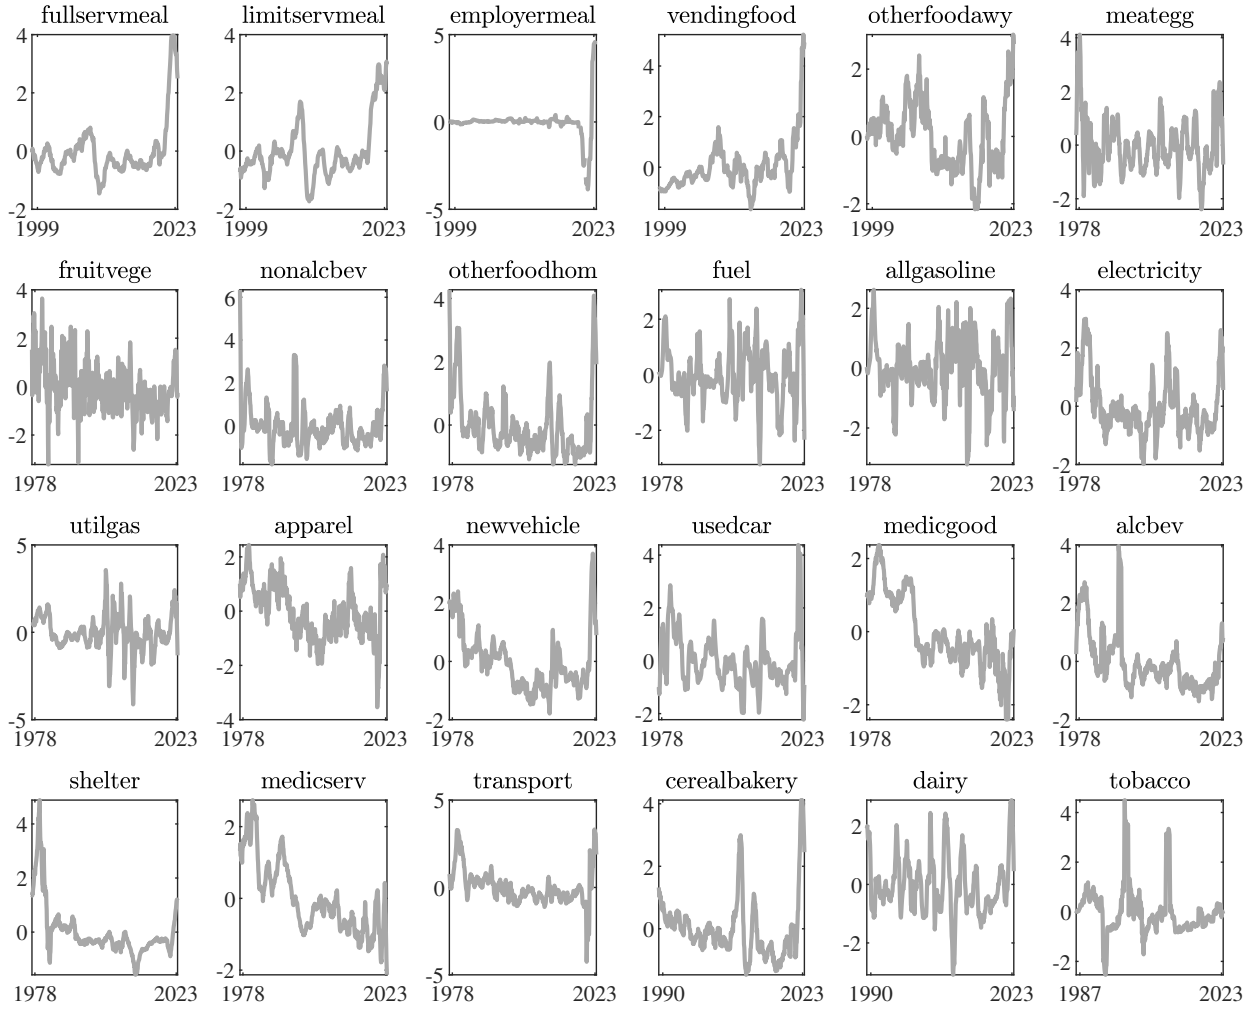 fullservmeal limitservmeal employermeal vendingfood otherfoodawy meategg
4 4 5 4 2 4
2 2 0 2 0 2
0 0 -5 0 -2 0
-2 -2 -2
1999 2023 1999 2023 1999 2023 1999 2023 1999 2023 1978 2023
fruitvege nonalcbev otherfoodhom fuel allgasoline electricity
4 6 4 2 2 4
2 4 2 0 0 2
0 2 0 -2 -2 0
-2 0 -2
1978 2023 1978 2023 1978 2023 1978 2023 1978 2023 1978 2023
utilgas apparel newvehicle usedcar medicgood alcbev
5 2 4 4 2 4
0 0 2 2 0 2
-5 -2 0 0 -2 0
-4 -2 -2 -2
1978 2023 1978 2023 1978 2023 1978 2023 1978 2023 1978 2023
shelter medicserv transport cerealbakery dairy tobacco
4 2 5 4 2 4
2 0 0 2 0 2
0 -2 -5 0 -2 0
-2
1978 2023 1978 2023 1978 2023 1990 2023 1990 2023 1987 2023